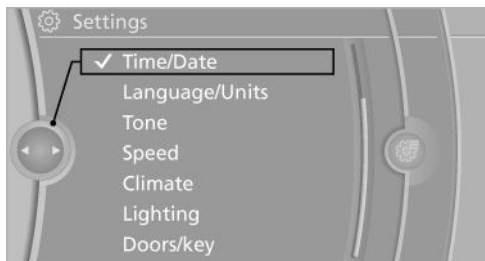 Settings
Time/Date
Language/Units
Tone
Speed
Climate
Lighting
Doors/key